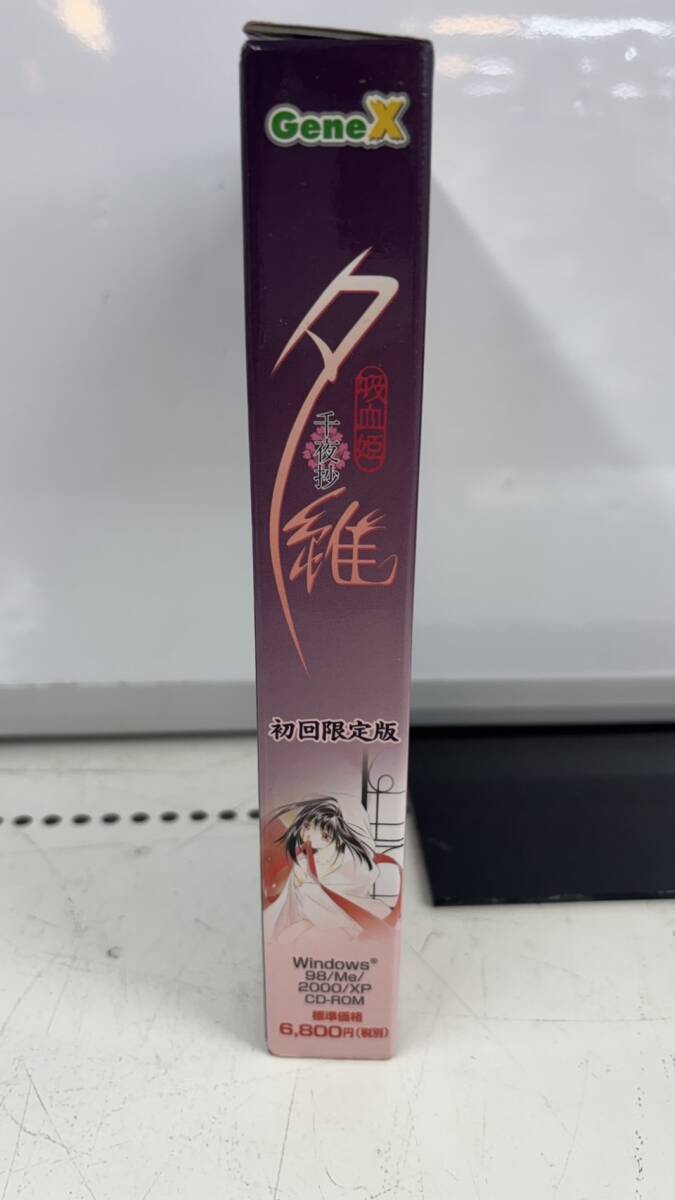 GeneX
吸血姫
夕維
千夜抄
初回限定版
Windows®
98/Me/
2000/XP
CD-ROM
標準価格
6,800円(税別)